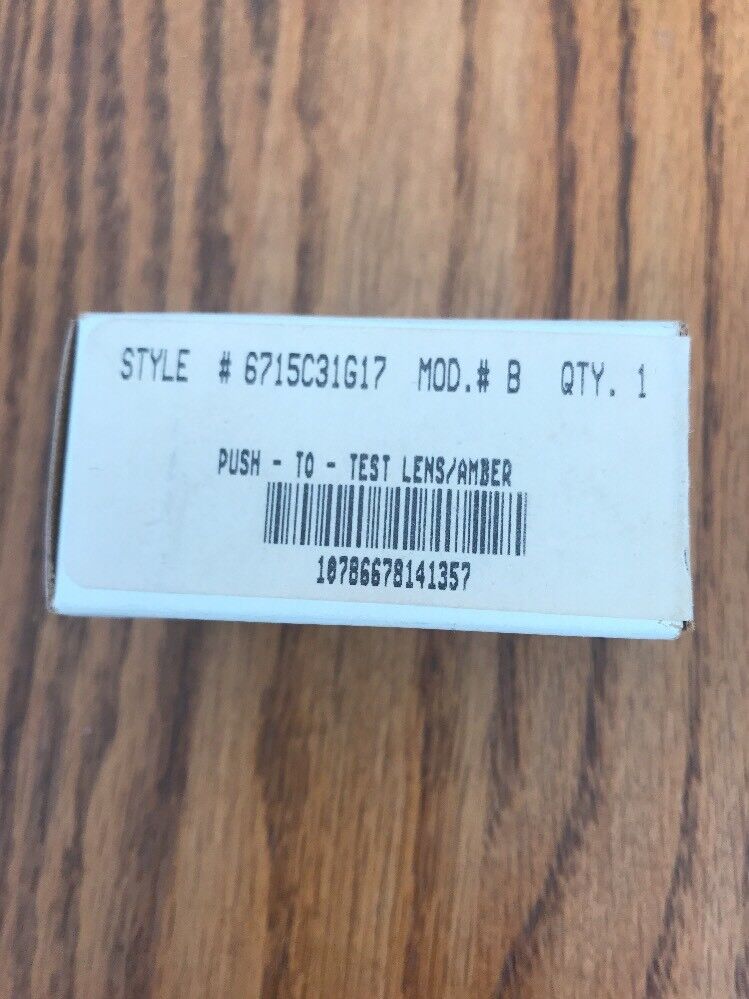 STYLE # 6715C31G17 MOD.# B QTY. 1
PUSH - TO - TEST LENS/AMBER
10786678141357